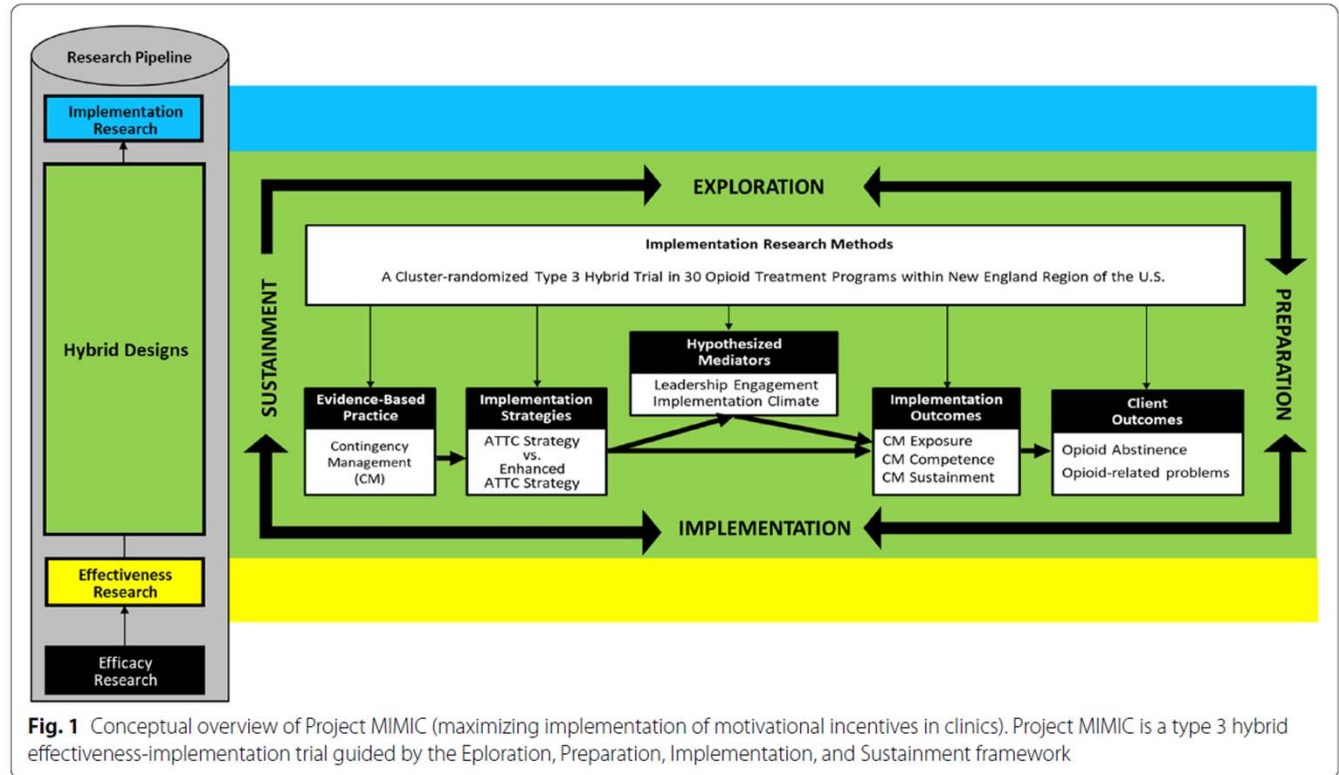 Research Pipeline
Implementation
Research
Hybrid Designs
Effectiveness
Research
Efficacy
Research
EXPLORATION
SUSTAINMENT
PREPARATION
IMPLEMENTATION
Implementation Research Methods
A Cluster-randomized Type 3 Hybrid Trial in 30 Opioid Treatment Programs within New England Region of the U.S.
Evidence-Based
Practice
Contingency
Management
(CM)
Implementation
Strategies
ATTC Strategy
vs.
Enhanced
ATTC Strategy
Hypothesized
Mediators
Leadership Engagement
Implementation Climate
Implementation
Outcomes
CM Exposure
CM Competence
CM Sustainment
Client
Outcomes
Opioid Abstinence
Opioid-related problems
Fig. 1 Conceptual overview of Project MIMIC (maximizing implementation of motivational incentives in clinics). Project MIMIC is a type 3 hybrid
effectiveness-implementation trial guided by the Eploration, Preparation, Implementation, and Sustainment framework